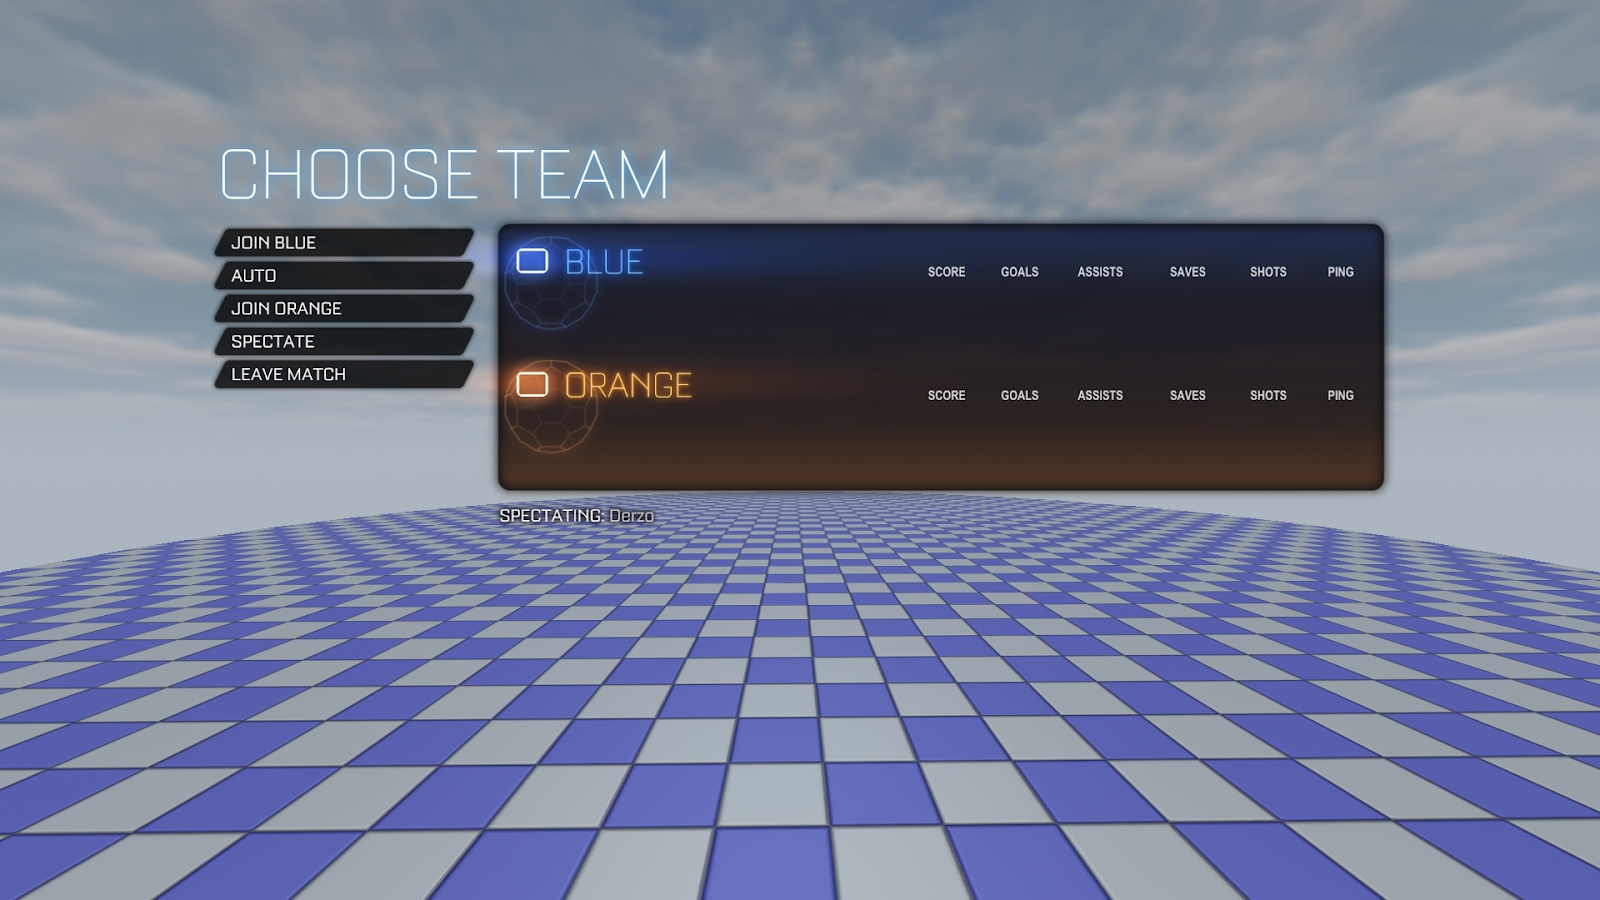 CHOOSE TEAM
JOIN BLUE
AUTO
JOIN ORANGE
SPECTATE
LEAVE MATCH
BLUE SCORE GOALS ASSISTS SAVES SHOTS PING
ORANGE SCORE GOALS ASSISTS SAVES SHOTS PING
SPECTATING: Derzo